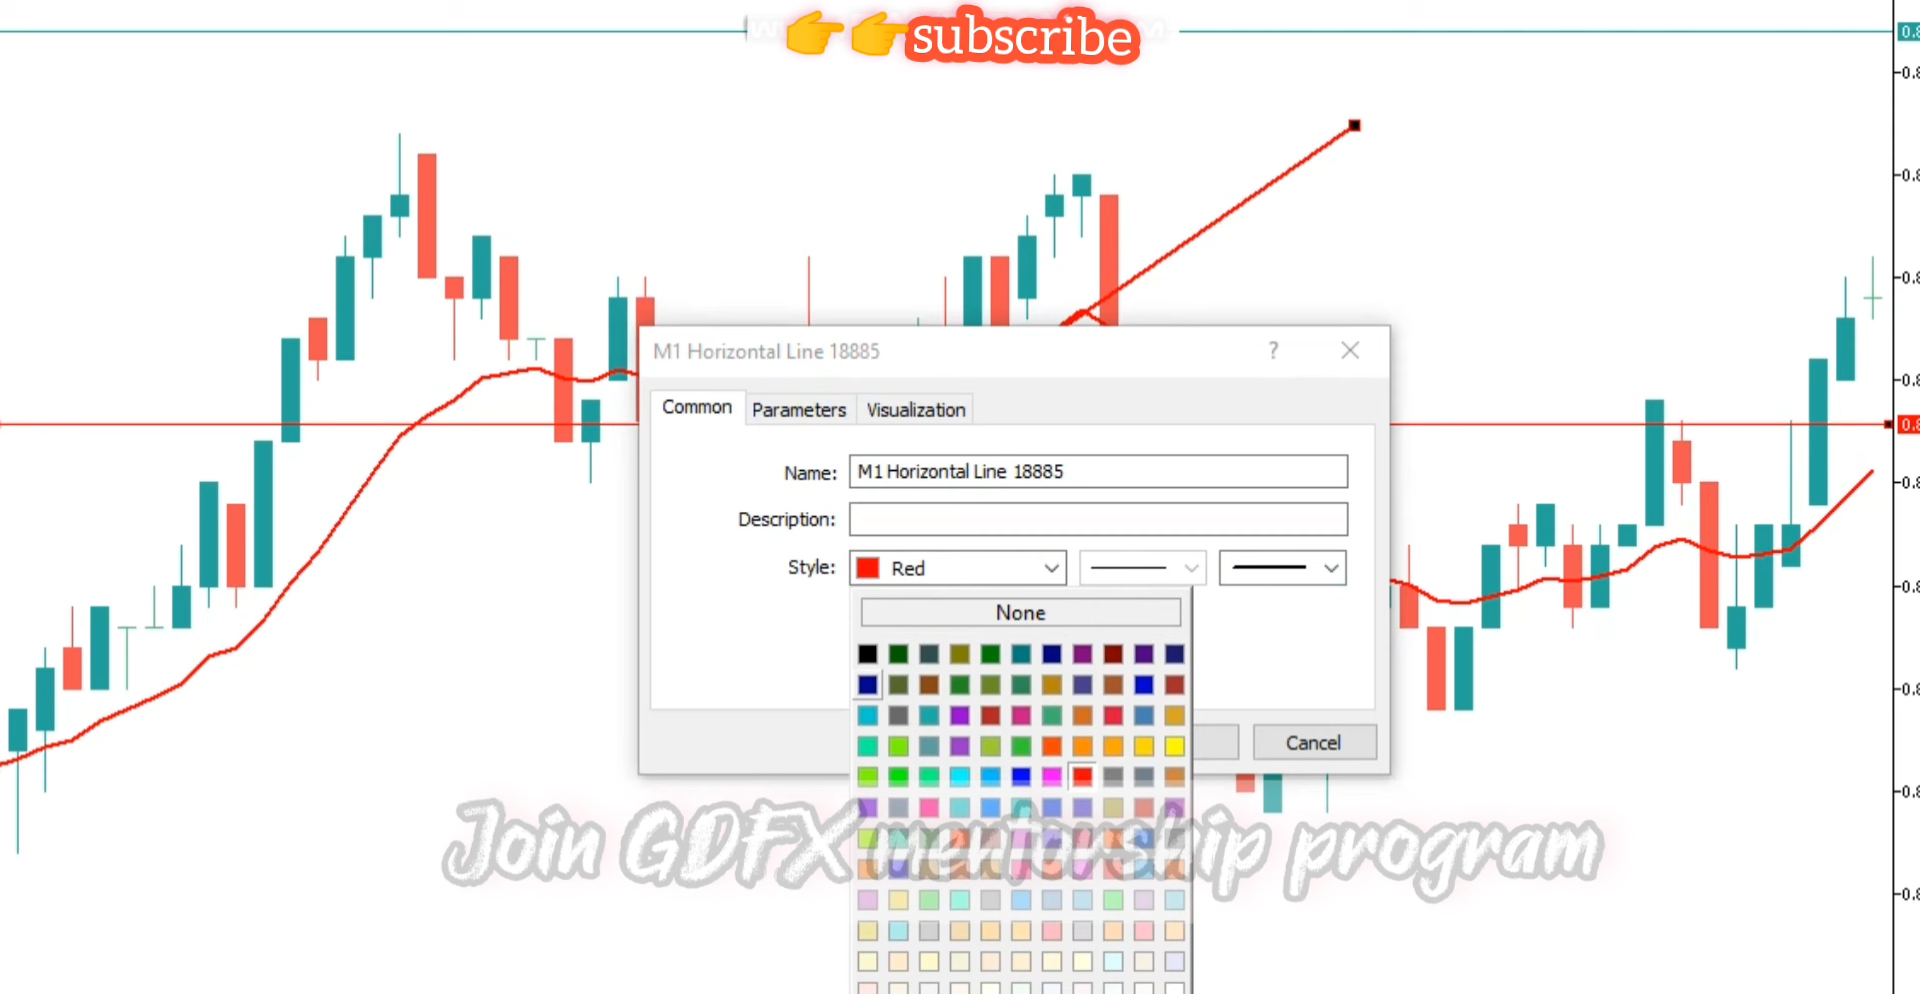 👉👉subscribe
M1 Horizontal Line 18885
?
Common Parameters Visualization
Name: M1 Horizontal Line 18885
Description:
Style: Red
None
Cancel
Join GDFX mentorship program